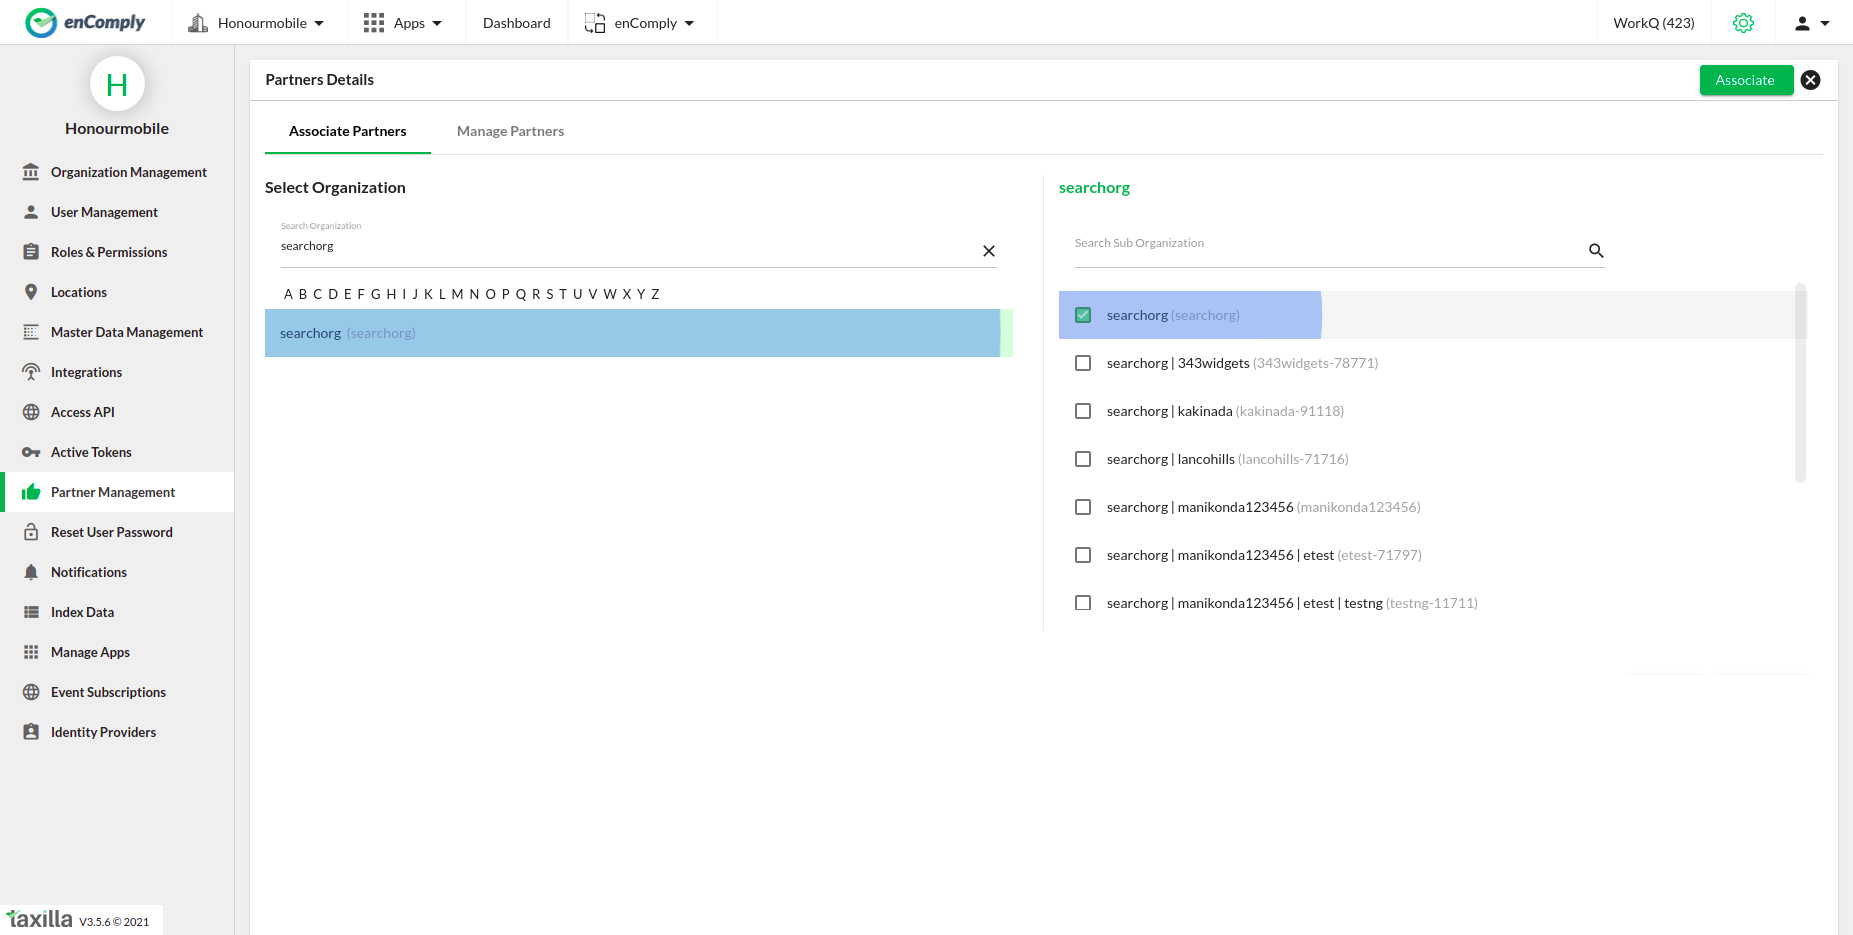 enComply
Honourmobile
Apps
Dashboard
enComply
WorkQ (423)
H
Honourmobile
Organization Management
User Management
Roles & Permissions
Locations
Master Data Management
Integrations
Access API
Active Tokens
Partner Management
Reset User Password
Notifications
Index Data
Manage Apps
Event Subscriptions
Identity Providers
taxilla V3.5.6 © 2021
Partners Details
Associate
Associate Partners
Manage Partners
Select Organization
Search Organization
searchorg
A B C D E F G H I J K L M N O P Q R S T U V W X Y Z
searchorg (searchorg)
searchorg
Search Sub Organization
searchorg (searchorg)
searchorg | 343widgets (343widgets-78771)
searchorg | kakinada (kakinada-91118)
searchorg | lancohills (lancohills-71716)
searchorg | manikonda123456 (manikonda123456)
searchorg | manikonda123456 | etest (etest-71797)
searchorg | manikonda123456 | etest | testng (testng-11711)